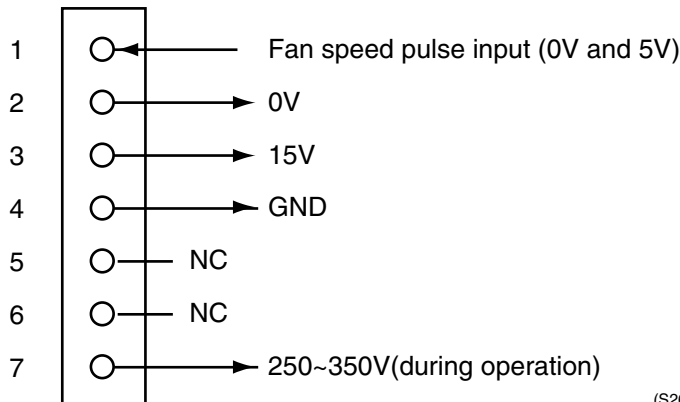 1 Fan speed pulse input (0V and 5V)
2 0V
3 15V
4 GND
5 NC
6 NC
7 250~350V(during operation)
(S20